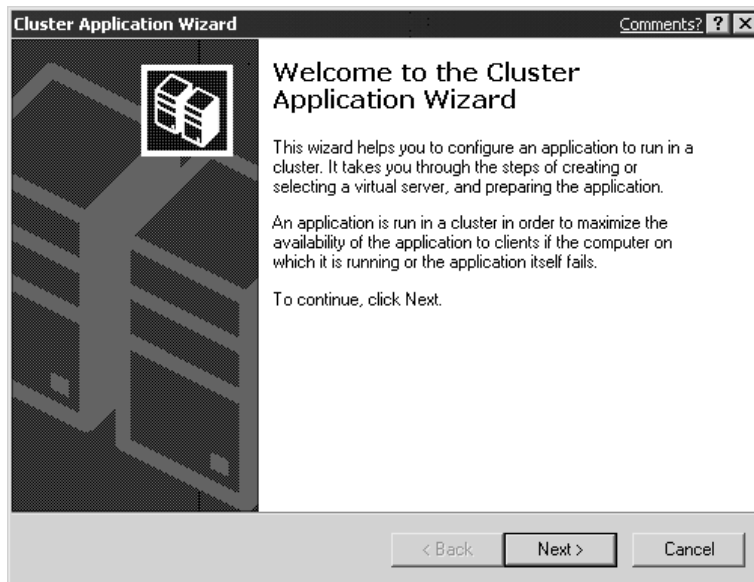 Cluster Application Wizard
Comments? ? X
Welcome to the Cluster
Application Wizard
This wizard helps you to configure an application to run in a
cluster. It takes you through the steps of creating or
selecting a virtual server, and preparing the application.
An application is run in a cluster in order to maximize the
availability of the application to clients if the computer on
which it is running or the application itself fails.
To continue, click Next.
< Back
Next >
Cancel